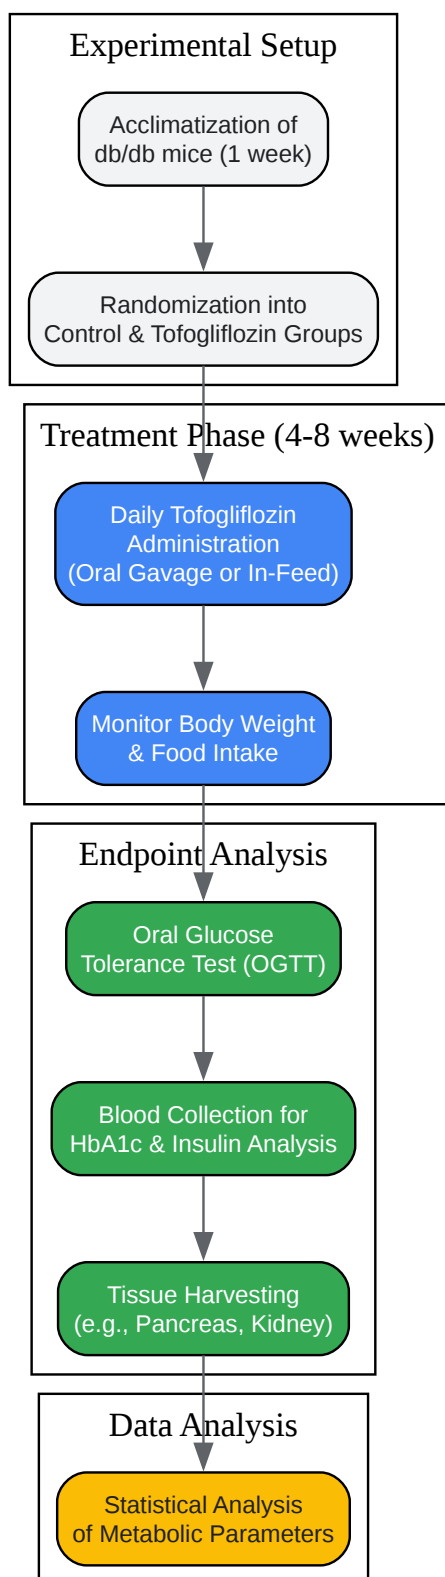 Experimental Setup
Acclimatization of
db/db mice (1 week)
Randomization into
Control & Tofogliflozin Groups
Treatment Phase (4-8 weeks)
Daily Tofogliflozin
Administration
(Oral Gavage or In-Feed)
Monitor Body Weight
& Food Intake
Endpoint Analysis
Oral Glucose
Tolerance Test (OGTT)
Blood Collection for
HbA1c & Insulin Analysis
Tissue Harvesting
(e.g., Pancreas, Kidney)
Data Analysis
Statistical Analysis
of Metabolic Parameters